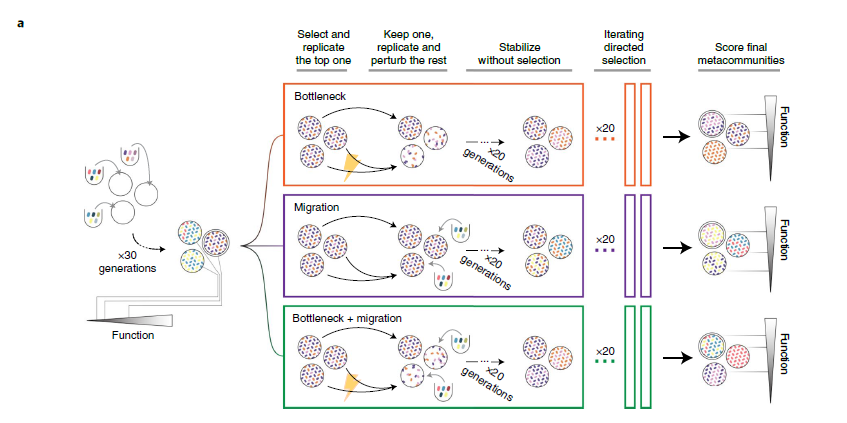 a
Select and
replicate
the top one
Keep one,
replicate and
perturb the rest
Stabilize
without selection
Iterating
directed
selection
Score final
metacommunities
Bottleneck
×20
generations
×20
Function
Migration
×20
generations
×20
Function
×30
generations
Function
Bottleneck + migration
×20
generations
×20
Function